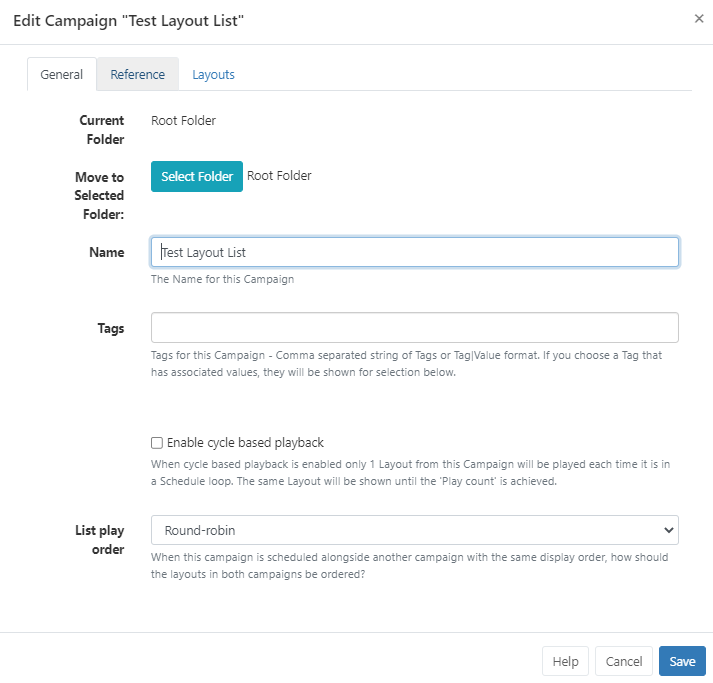 Edit Campaign "Test Layout List"
×
General
Reference
Layouts
Current
Folder
Root Folder
Move to
Selected
Folder:
Select Folder
Root Folder
Name
Test Layout List
The Name for this Campaign
Tags
Tags for this Campaign - Comma separated string of Tags or Tag|Value format. If you choose a Tag that
has associated values, they will be shown for selection below.
Enable cycle based playback
When cycle based playback is enabled only 1 Layout from this Campaign will be played each time it is in
a Schedule loop. The same Layout will be shown until the 'Play count' is achieved.
List play
order
Round-robin
When this campaign is scheduled alongside another campaign with the same display order, how should
the layouts in both campaigns be ordered?
Help
Cancel
Save